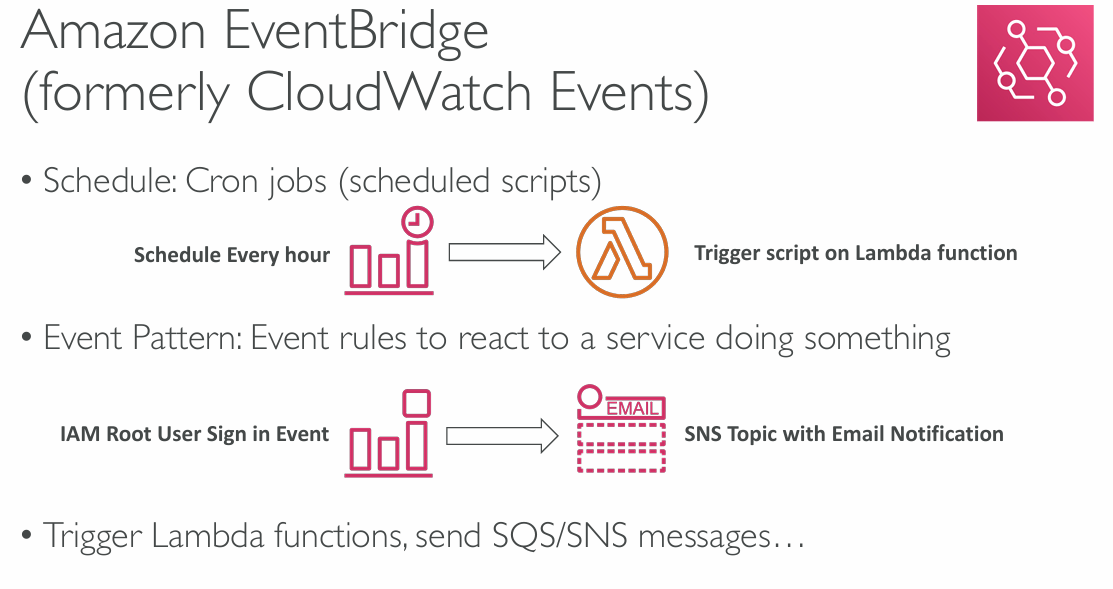 Amazon EventBridge
(formerly CloudWatch Events)
• Schedule: Cron jobs (scheduled scripts)
Schedule Every hour
Trigger script on Lambda function
• Event Pattern: Event rules to react to a service doing something
IAM Root User Sign in Event
EMAIL
SNS Topic with Email Notification
• Trigger Lambda functions, send SQS/SNS messages…